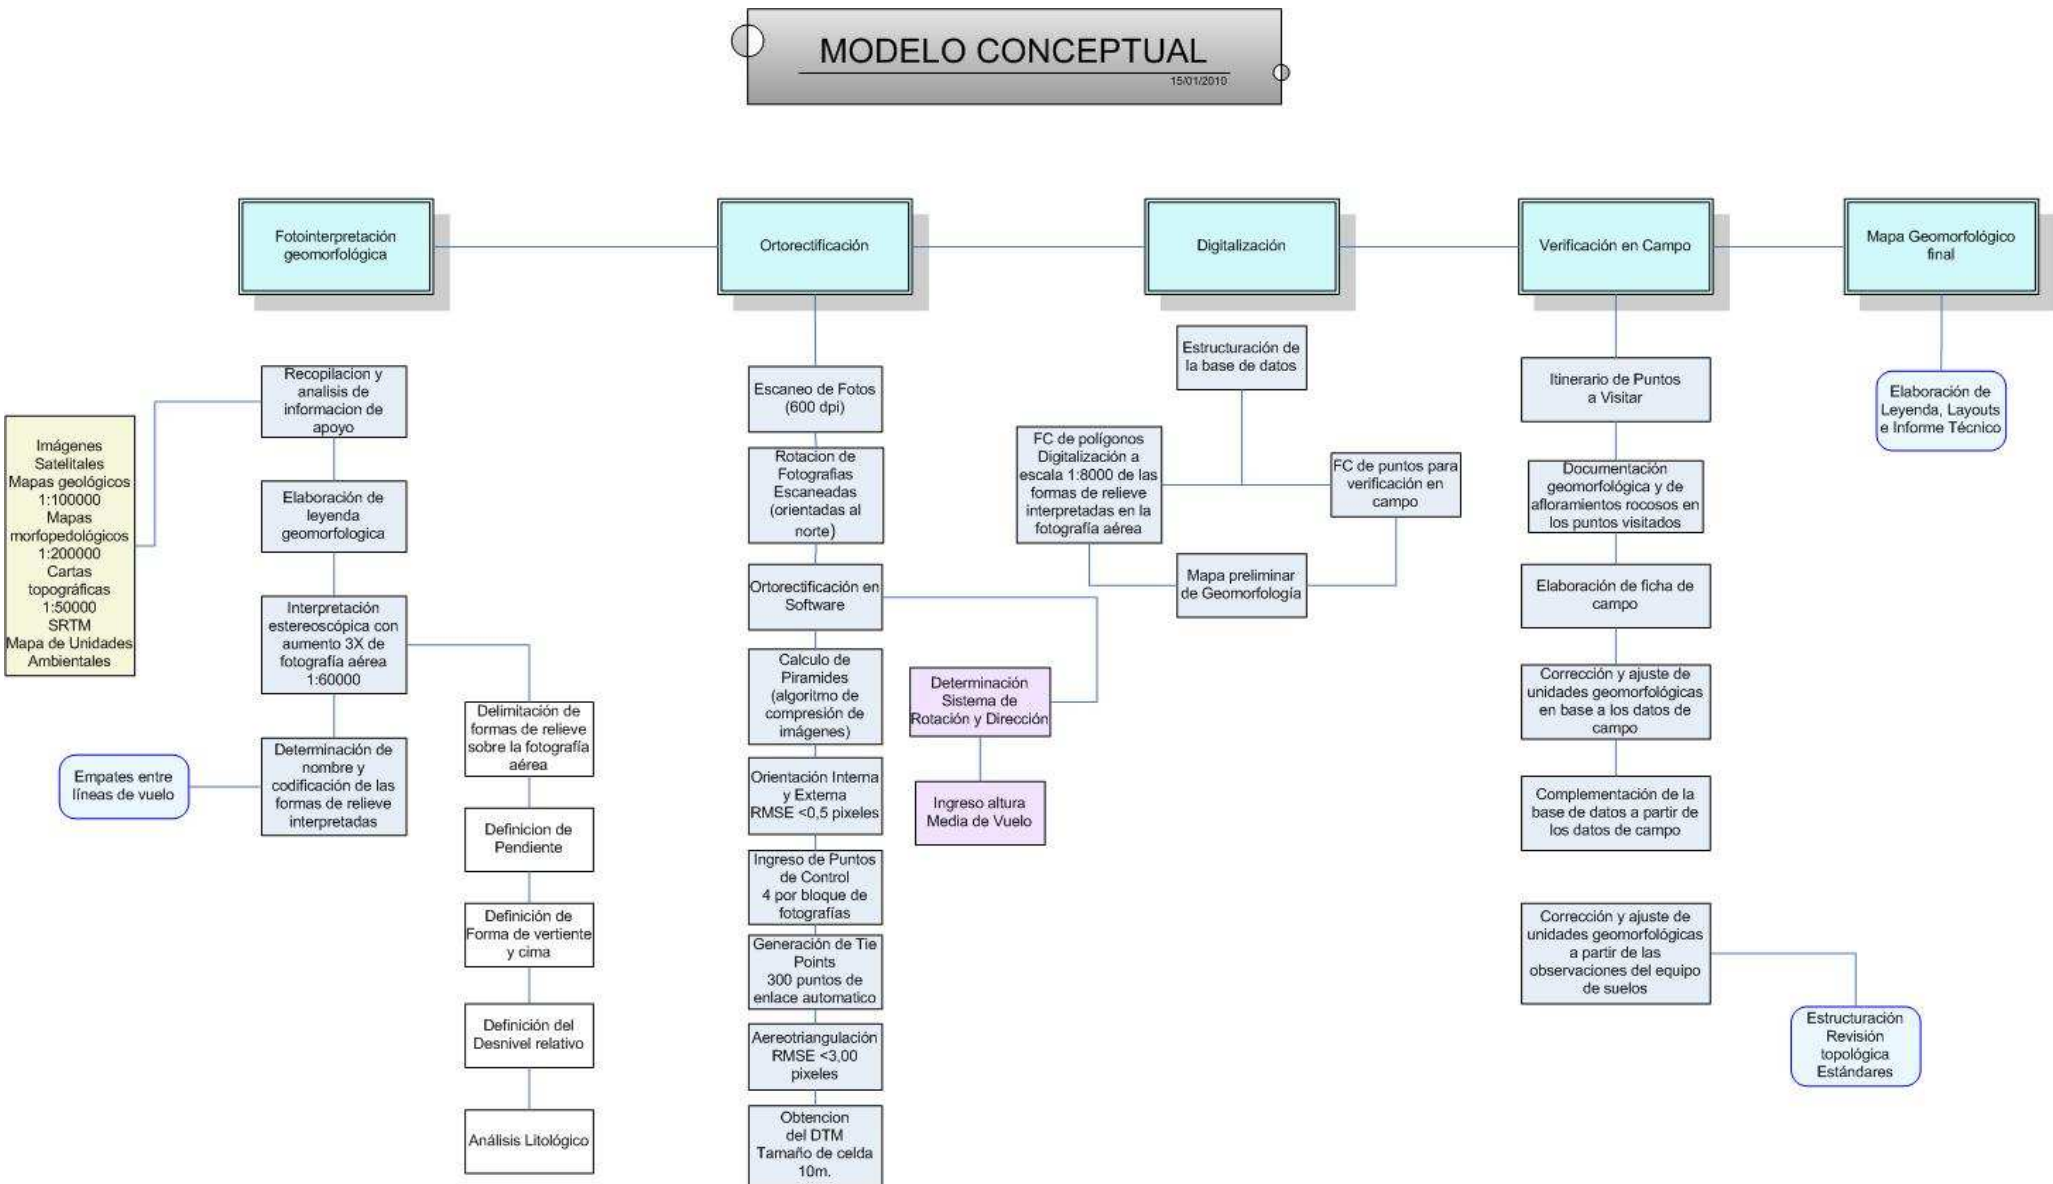 MODELO CONCEPTUAL
15/01/2010
Fotointerpretación
geomorfológica
Ortorectificación
Digitalización
Verificación en Campo
Mapa Geomorfológico
final
Recopilacion y
analisis de
informacion de
apoyo
Imágenes
Satelitales
Mapas geológicos
1:100000
Mapas
morfopedológicos
1:200000
Cartas
topográficas
1:50000
SRTM
Mapa de Unidades
Ambientales
Elaboración de
leyenda
geomorfologica
Interpretación
estereoscópica con
aumento 3X de
fotografía aérea
1:60000
Determinación de
nombre y
codificación de las
formas de relieve
interpretadas
Empates entre
líneas de vuelo
Delimitación de
formas de relieve
sobre la fotografía
aérea
Definicion de
Pendiente
Definición de
Forma de vertiente
y cima
Definición del
Desnivel relativo
Análisis Litológico
Escaneo de Fotos
(600 dpi)
Rotacion de
Fotografias
Escaneadas
(orientadas al
norte)
Ortorectificación en
Software
Calculo de
Piramides
(algoritmo de
compresión de
imágenes)
Orientación Interna
y Externa
RMSE <0,5 pixeles
Ingreso de Puntos
de Control
4 por bloque de
fotografías
Generación de Tie
Points
300 puntos de
enlace automatico
Aereotriangulación
RMSE <3,00
pixeles
Obtencion
del DTM
Tamaño de celda
10m.
Determinación
Sistema de
Rotación y Dirección
Ingreso altura
Media de Vuelo
Estructuración de
la base de datos
FC de polígonos
Digitalización a
escala 1:8000 de las
formas de relieve
interpretadas en la
fotografía aérea
FC de puntos para
verificación en
campo
Mapa preliminar
de Geomorfología
Itinerario de Puntos
a Visitar
Documentación
geomorfológica y de
afloramientos rocosos en
los puntos visitados
Elaboración de ficha de
campo
Corrección y ajuste de
unidades geomorfológicas
en base a los datos de
campo
Complementación de la
base de datos a partir de
los datos de campo
Corrección y ajuste de
unidades geomorfológicas
a partir de las
observaciones del equipo
de suelos
Estructuración
Revisión
topológica
Estándares
Elaboración de
Leyenda, Layouts
e Informe Técnico